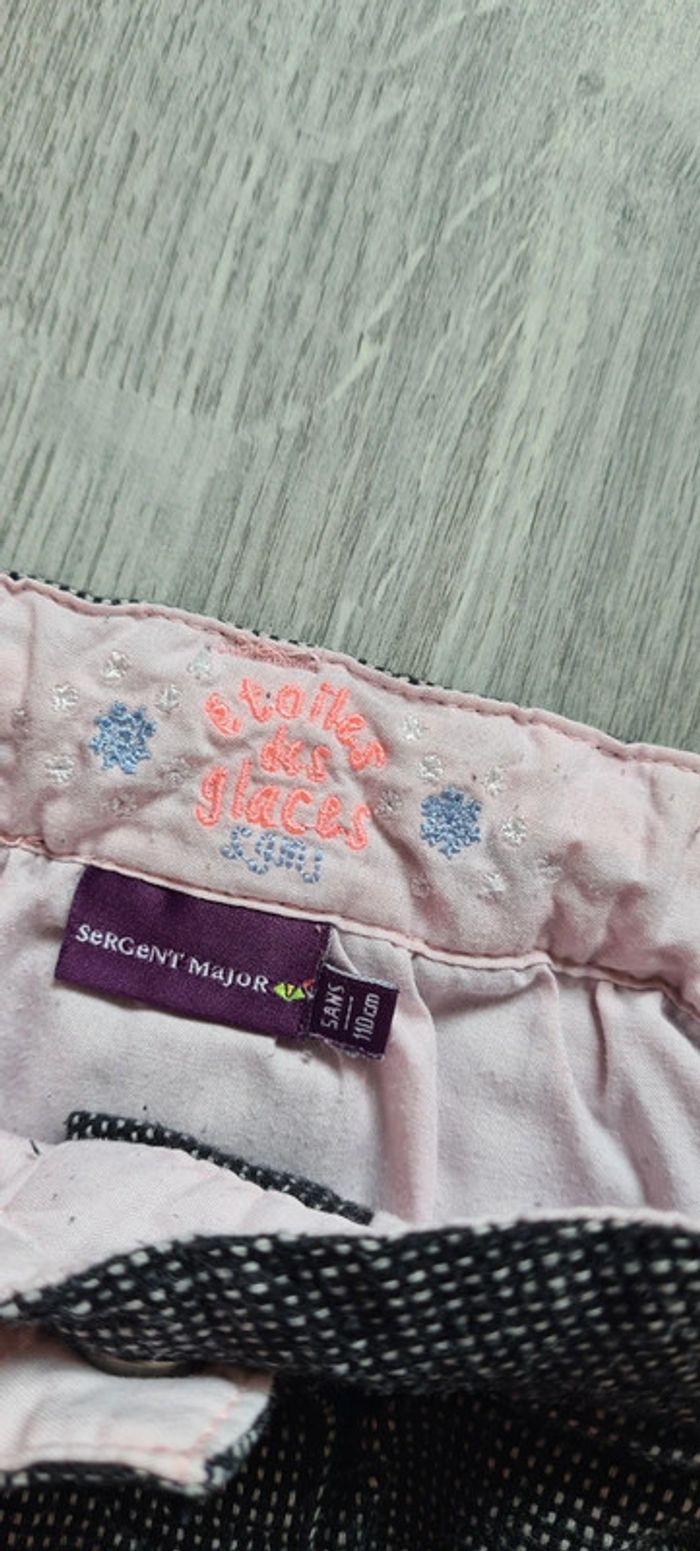 etoiles
des
glaces
SeRGeNT MajoR
5ANS
110cm